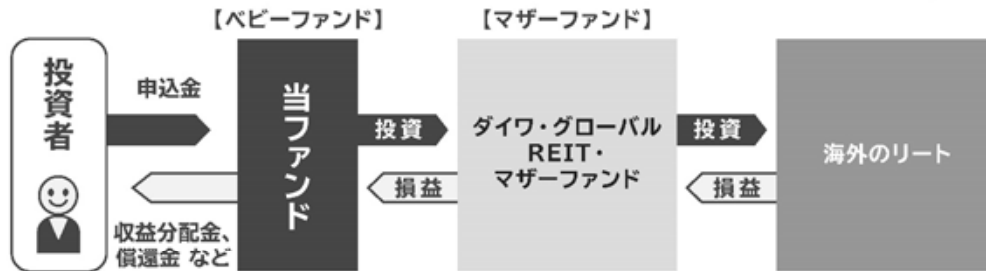 【ベビーファンド】
【マザーファンド】
投資者
申込金
収益分配金、
償還金 など
当ファンド
投資
損益
ダイワ・グローバル
REIT・
マザーファンド
投資
損益
海外のリート